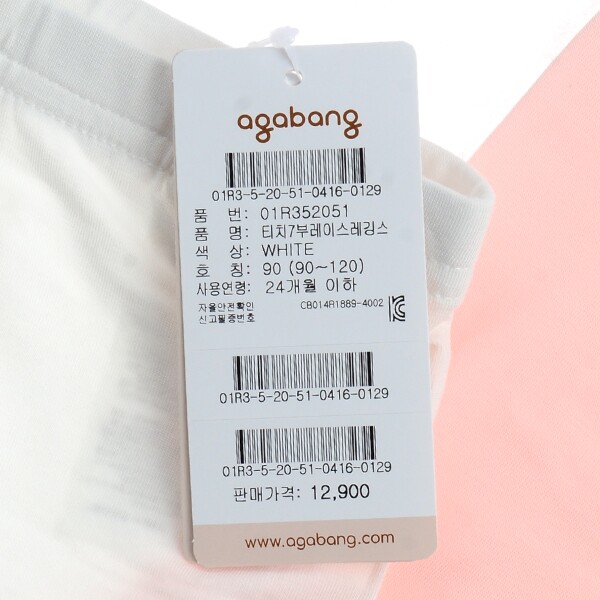 agabang
01R3-5-20-51-0416-0129
품 번: 01R352051
품 명: 티치7부레이스레깅스
색 상: WHITE
호 칭: 90 (90~120)
사용연령: 24개월 이하
자율안전확인
신고필증번호 CB014R1889-4002
01R3-5-20-51-0416-0129
01R3-5-20-51-0416-0129
판매가격: 12,900
www.agabang.com